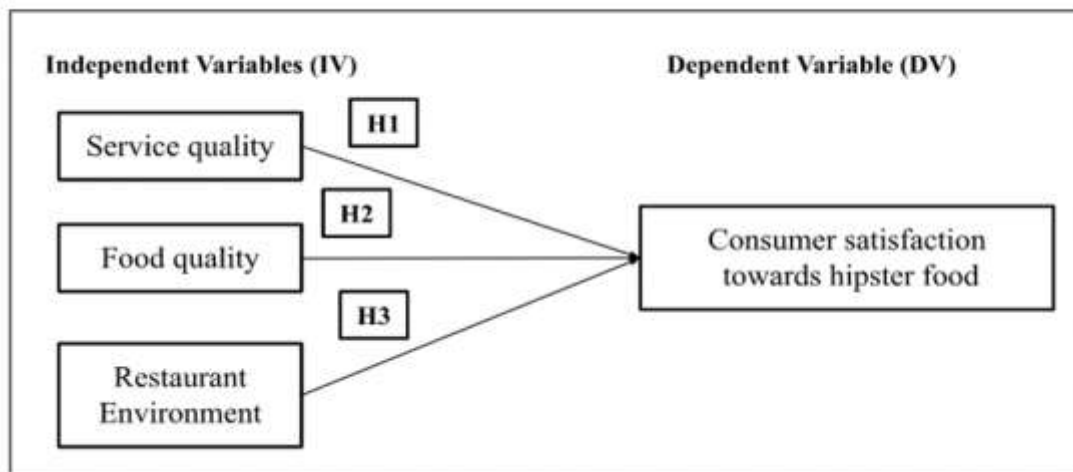 Independent Variables (IV)
Dependent Variable (DV)
H1
Service quality
H2
Food quality
Consumer satisfaction
towards hipster food
H3
Restaurant
Environment